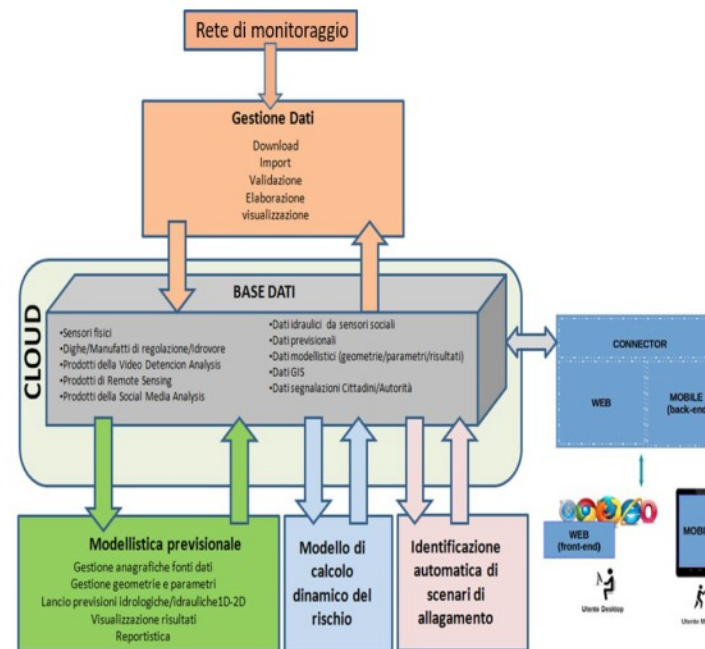 Rete di monitoraggio
Gestione Dati
Download
Import
Validazione
Elaborazione
visualizzazione
CLOUD
BASE DATI
•Sensori fisici
•Dighe/Manufatti di regolazione/Idrovore
•Prodotti della Video Detencion Analysis
•Prodotti di Remote Sensing
•Prodotti della Social Media Analysis
•Dati idraulici da sensori sociali
•Dati previsionali
•Dati modellistici (geometrie/parametri/risultati)
•Dati GIS
•Dati segnalazioni Cittadini/Autorità
CONNECTOR
WEB
MOBILE
(back-end
WEB
(front-end)
MOBI
Utente Desktop
Utente M
Modellistica previsionale
Gestione anagrafiche fonti dati
Gestione geometrie e parametri
Lancio previsioni idrologiche/idrauliche1D-2D
Visualizzazione risultati
Reportistica
Modello di
calcolo
dinamico del
rischio
Identificazione
automatica di
scenari di
allagamento